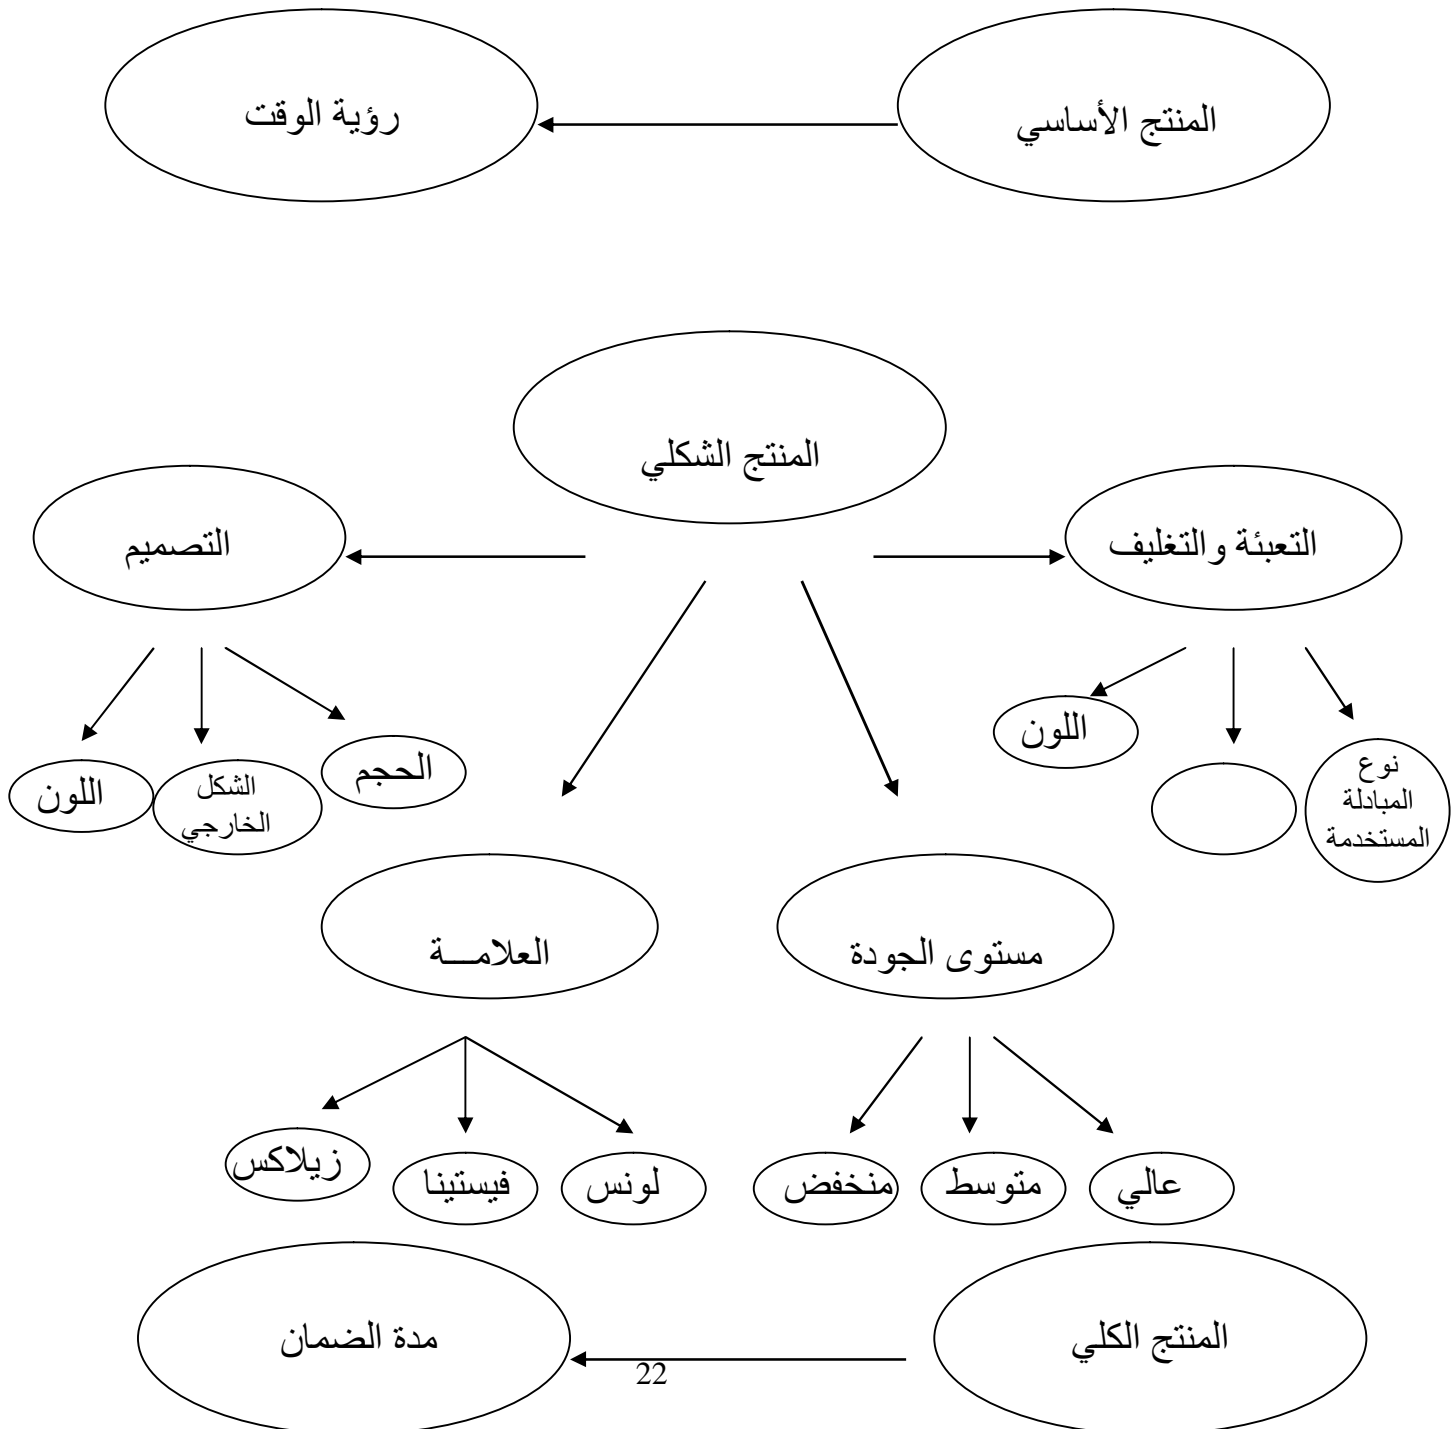 المنتج الأساسي
رؤية الوقت
المنتج الشكلي
التعبئة والتغليف
التصميم
اللون
نوع
المبادلة
المستخدمة
الحجم
الشكل
الخارجي
اللون
مستوى الجودة
العلامـــة
عالي
متوسط
منخفض
لونس
فيستينا
زيلاكس
المنتج الكلي
مدة الضمان
22